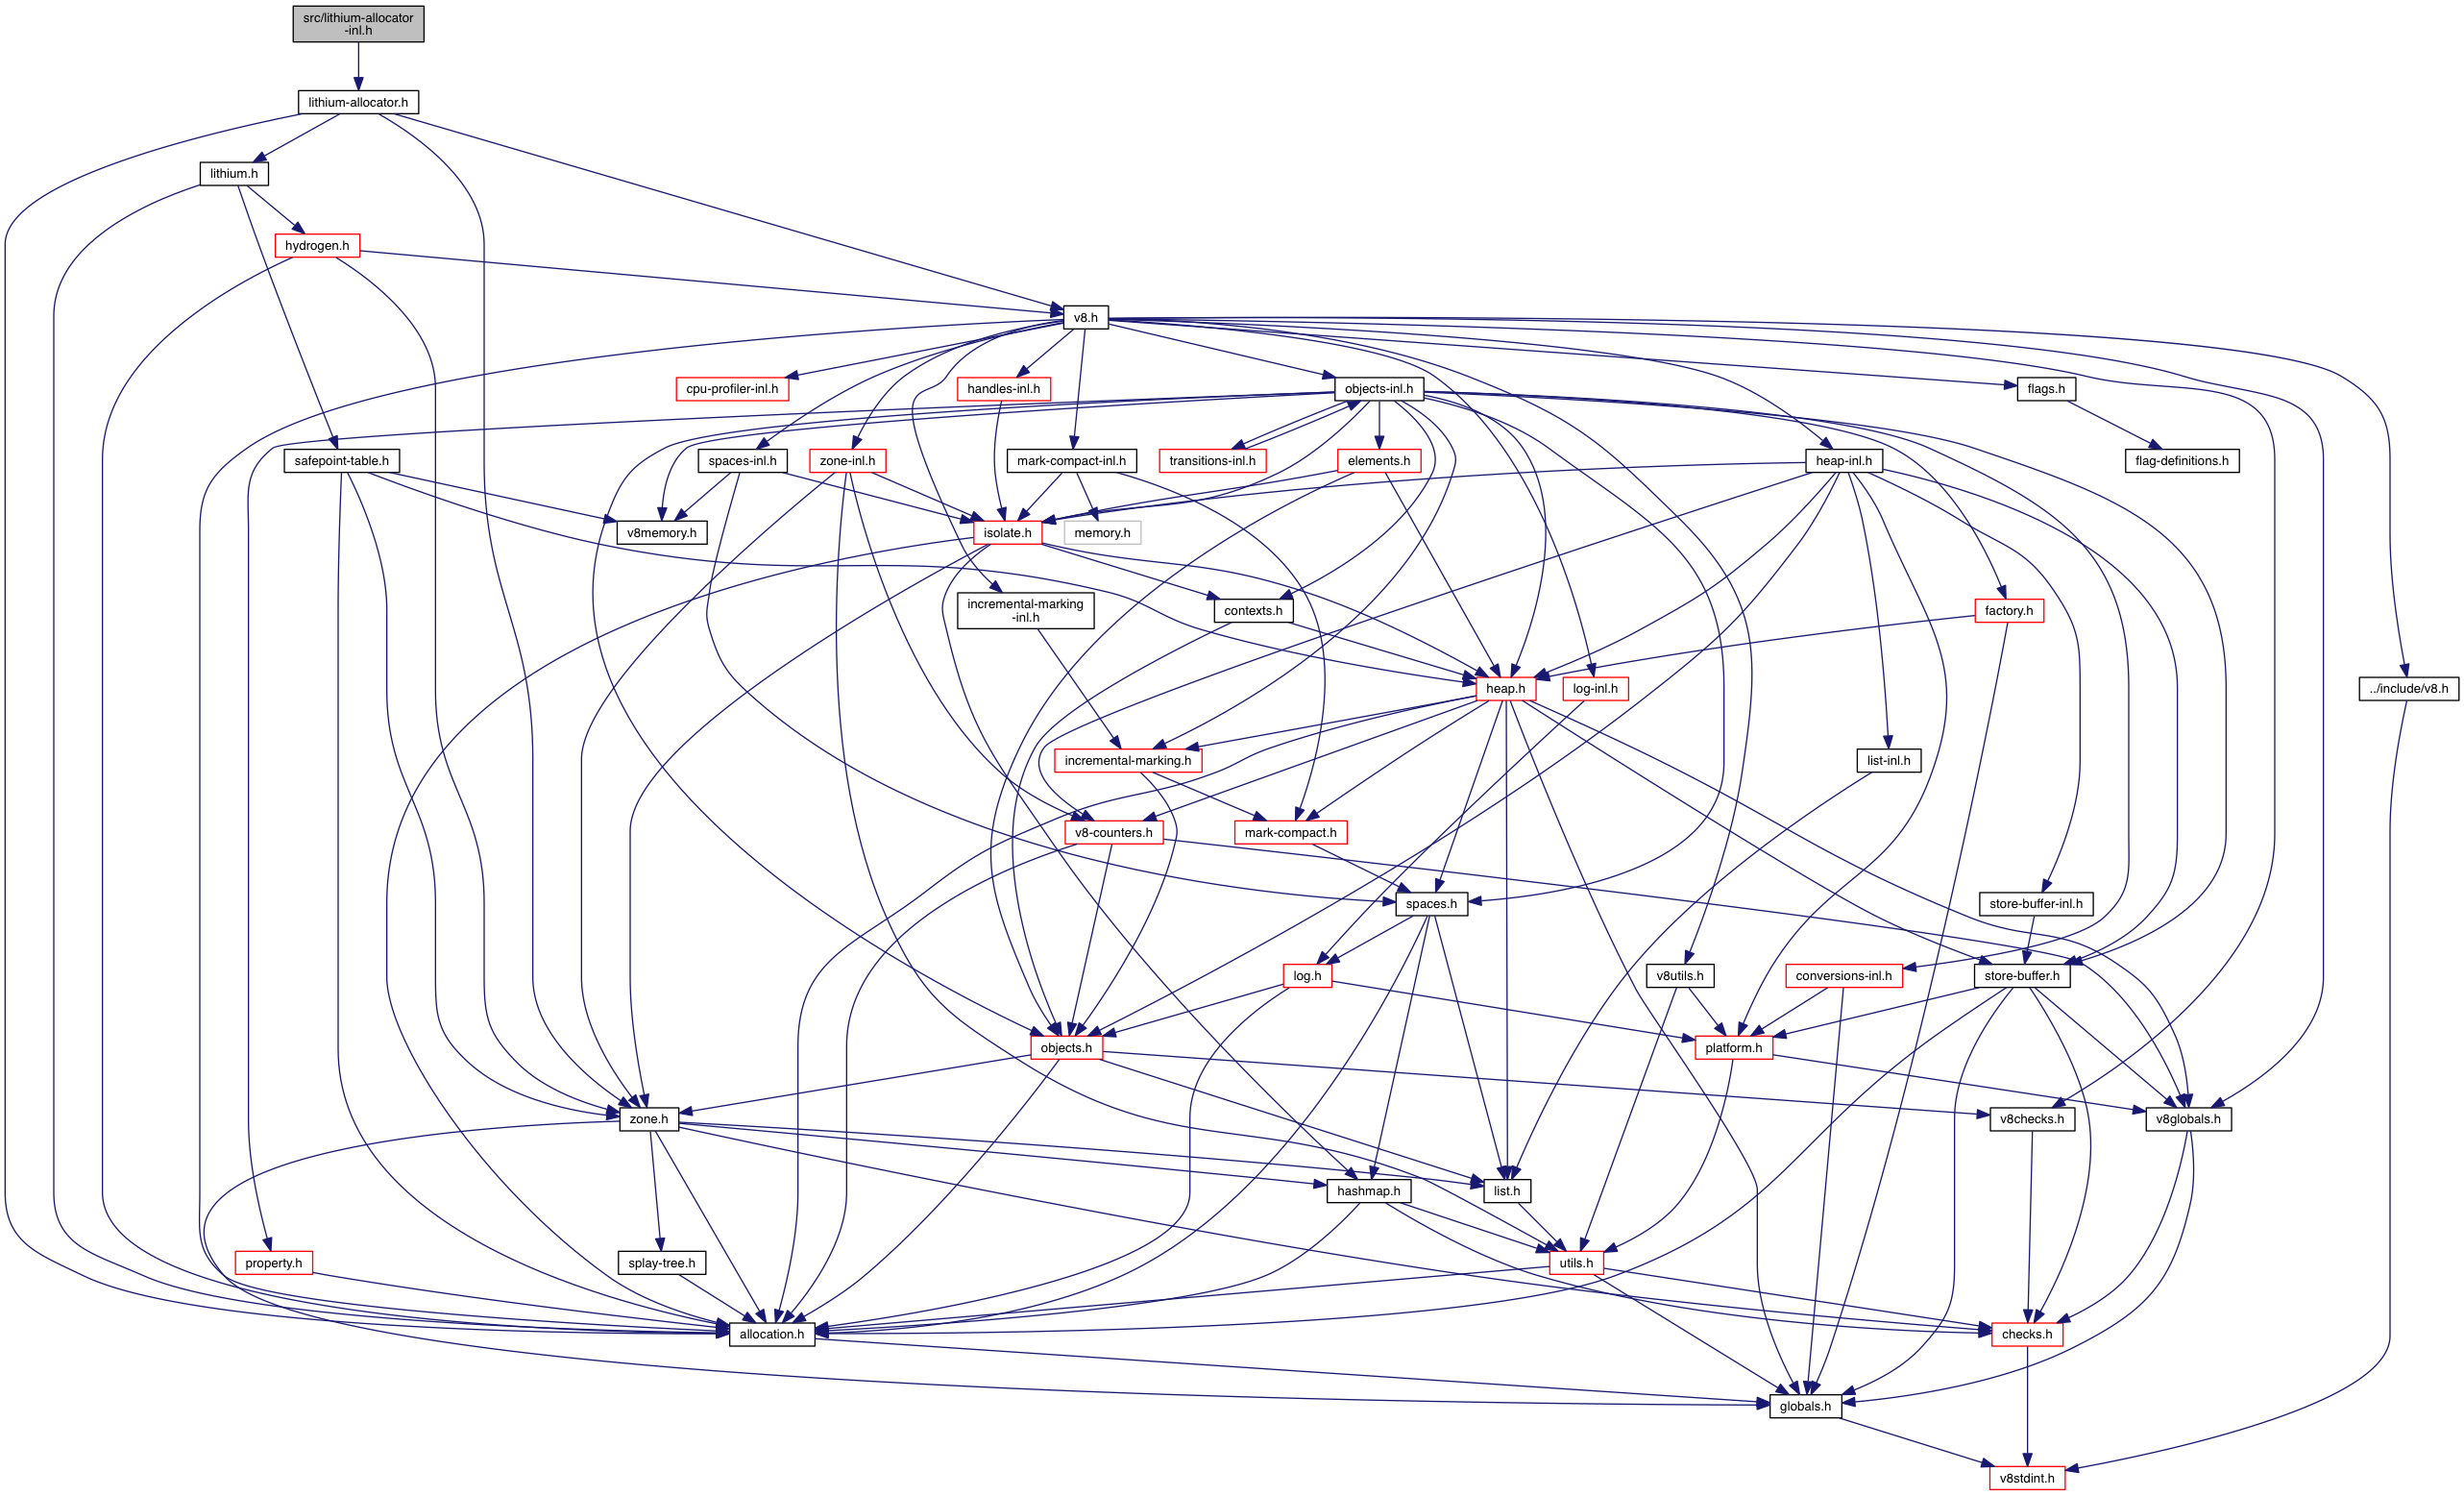 src/lithium-allocator
-inl.h
lithium-allocator.h
lithium.h
hydrogen.h
v8.h
cpu-profiler-inl.h
handles-inl.h
objects-inl.h
flags.h
safepoint-table.h
spaces-inl.h
zone-inl.h
mark-compact-inl.h
transitions-inl.h
elements.h
heap-inl.h
flag-definitions.h
v8memory.h
isolate.h
memory.h
incremental-marking
-inl.h
contexts.h
factory.h
heap.h
log-inl.h
../include/v8.h
incremental-marking.h
list-inl.h
v8-counters.h
mark-compact.h
spaces.h
store-buffer-inl.h
log.h
v8utils.h
conversions-inl.h
store-buffer.h
objects.h
platform.h
zone.h
v8checks.h
v8globals.h
hashmap.h
list.h
property.h
splay-tree.h
utils.h
allocation.h
checks.h
globals.h
v8stdint.h